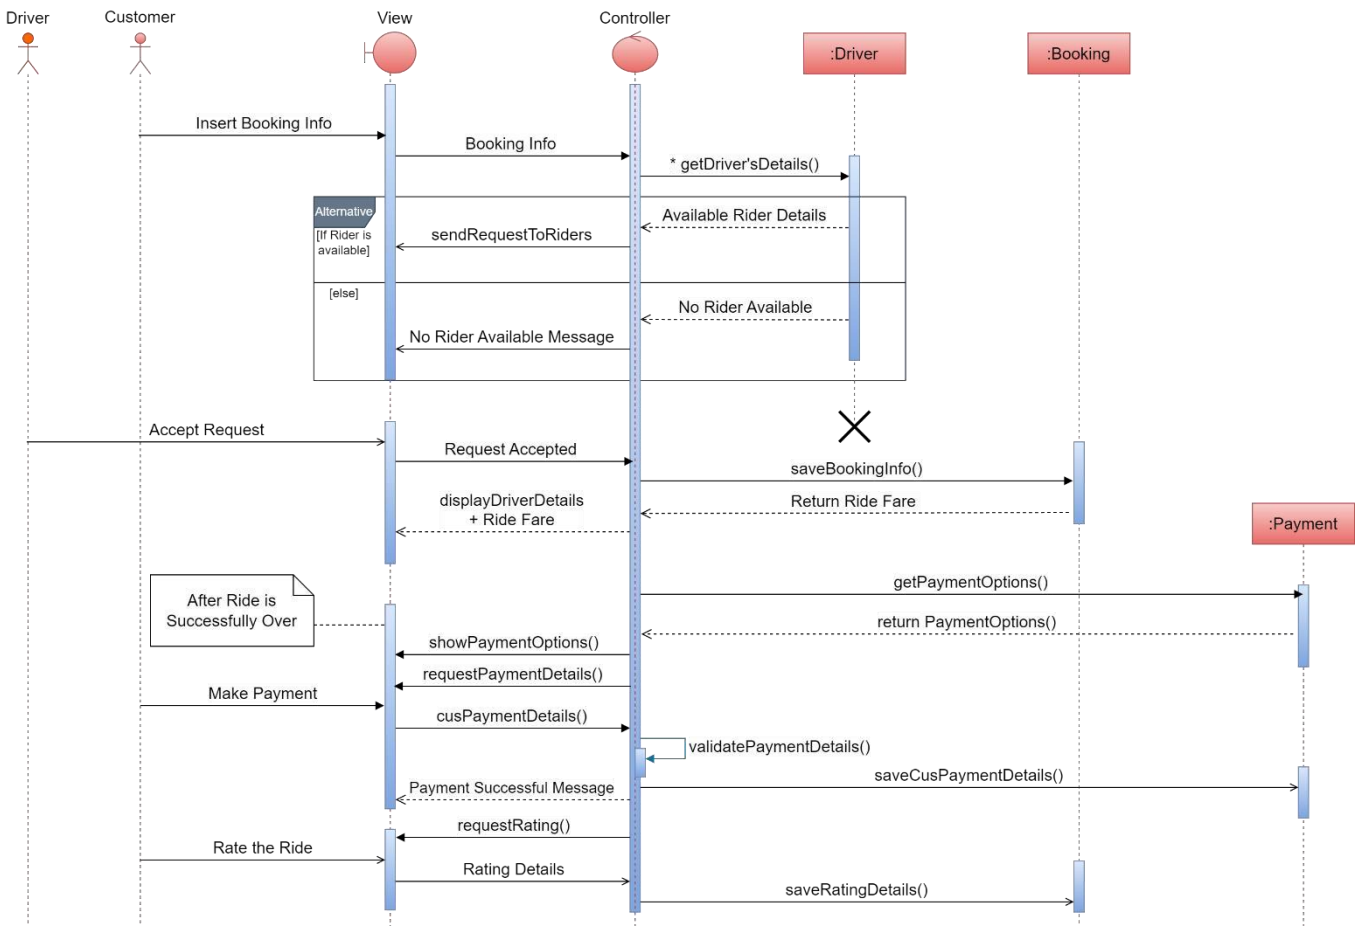 Driver
Customer
View
Controller
:Driver
:Booking
Insert Booking Info
Booking Info
* getDriver'sDetails()
Alternative
[If Rider is
available]
Available Rider Details
sendRequestToRiders
[else]
No Rider Available
No Rider Available Message
Accept Request
Request Accepted
saveBookingInfo()
displayDriverDetails
+ Ride Fare
Return Ride Fare
:Payment
After Ride is
Successfully Over
getPaymentOptions()
return PaymentOptions()
showPaymentOptions()
requestPaymentDetails()
Make Payment
cusPaymentDetails()
validatePaymentDetails()
saveCusPaymentDetails()
Payment Successful Message
requestRating()
Rate the Ride
Rating Details
saveRatingDetails()